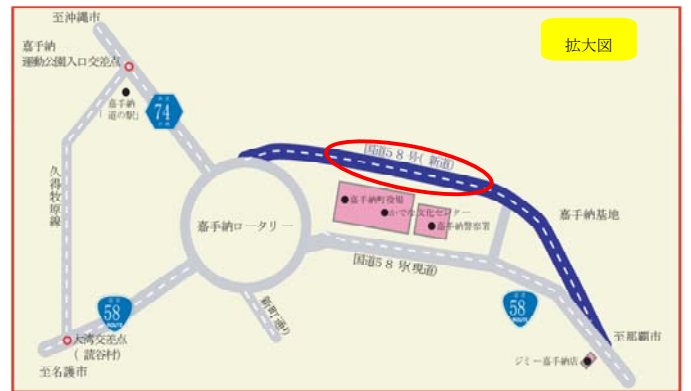 至沖縄市
拡大図
嘉手納
運動公園入口交差点
嘉手納
「道の駅」
74
国道58号(新道)
久得牧原線
嘉手納町役場
かでな文化センター
嘉手納警察署
嘉手納ロータリー
嘉手納基地
国道58号(現道)
新町通り
58
ROUTE
58
ROUTE
大湾交差点
(読谷村)
至名護市
至那覇市
ジミー嘉手納店